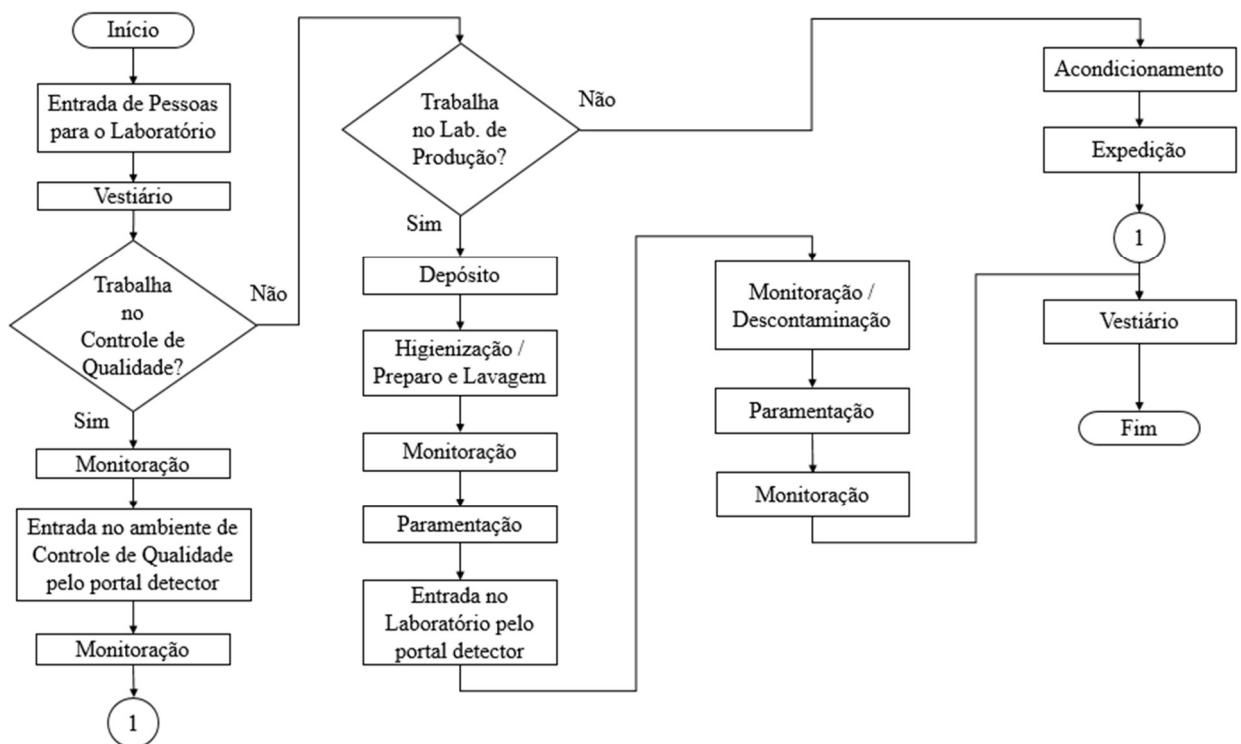 Início
Entrada de Pessoas
para o Laboratório
Vestiário
Trabalha
no
Controle de
Qualidade?
Não
Sim
Monitoração
Entrada no ambiente de
Controle de Qualidade
pelo portal detector
Monitoração
1
Trabalha
no Lab. de
Produção?
Não
Sim
Depósito
Higienização /
Preparo e Lavagem
Monitoração
Paramentação
Entrada no
Laboratório pelo
portal detector
Monitoração /
Descontaminação
Paramentação
Monitoração
Acondicionamento
Expedição
1
Vestiário
Fim